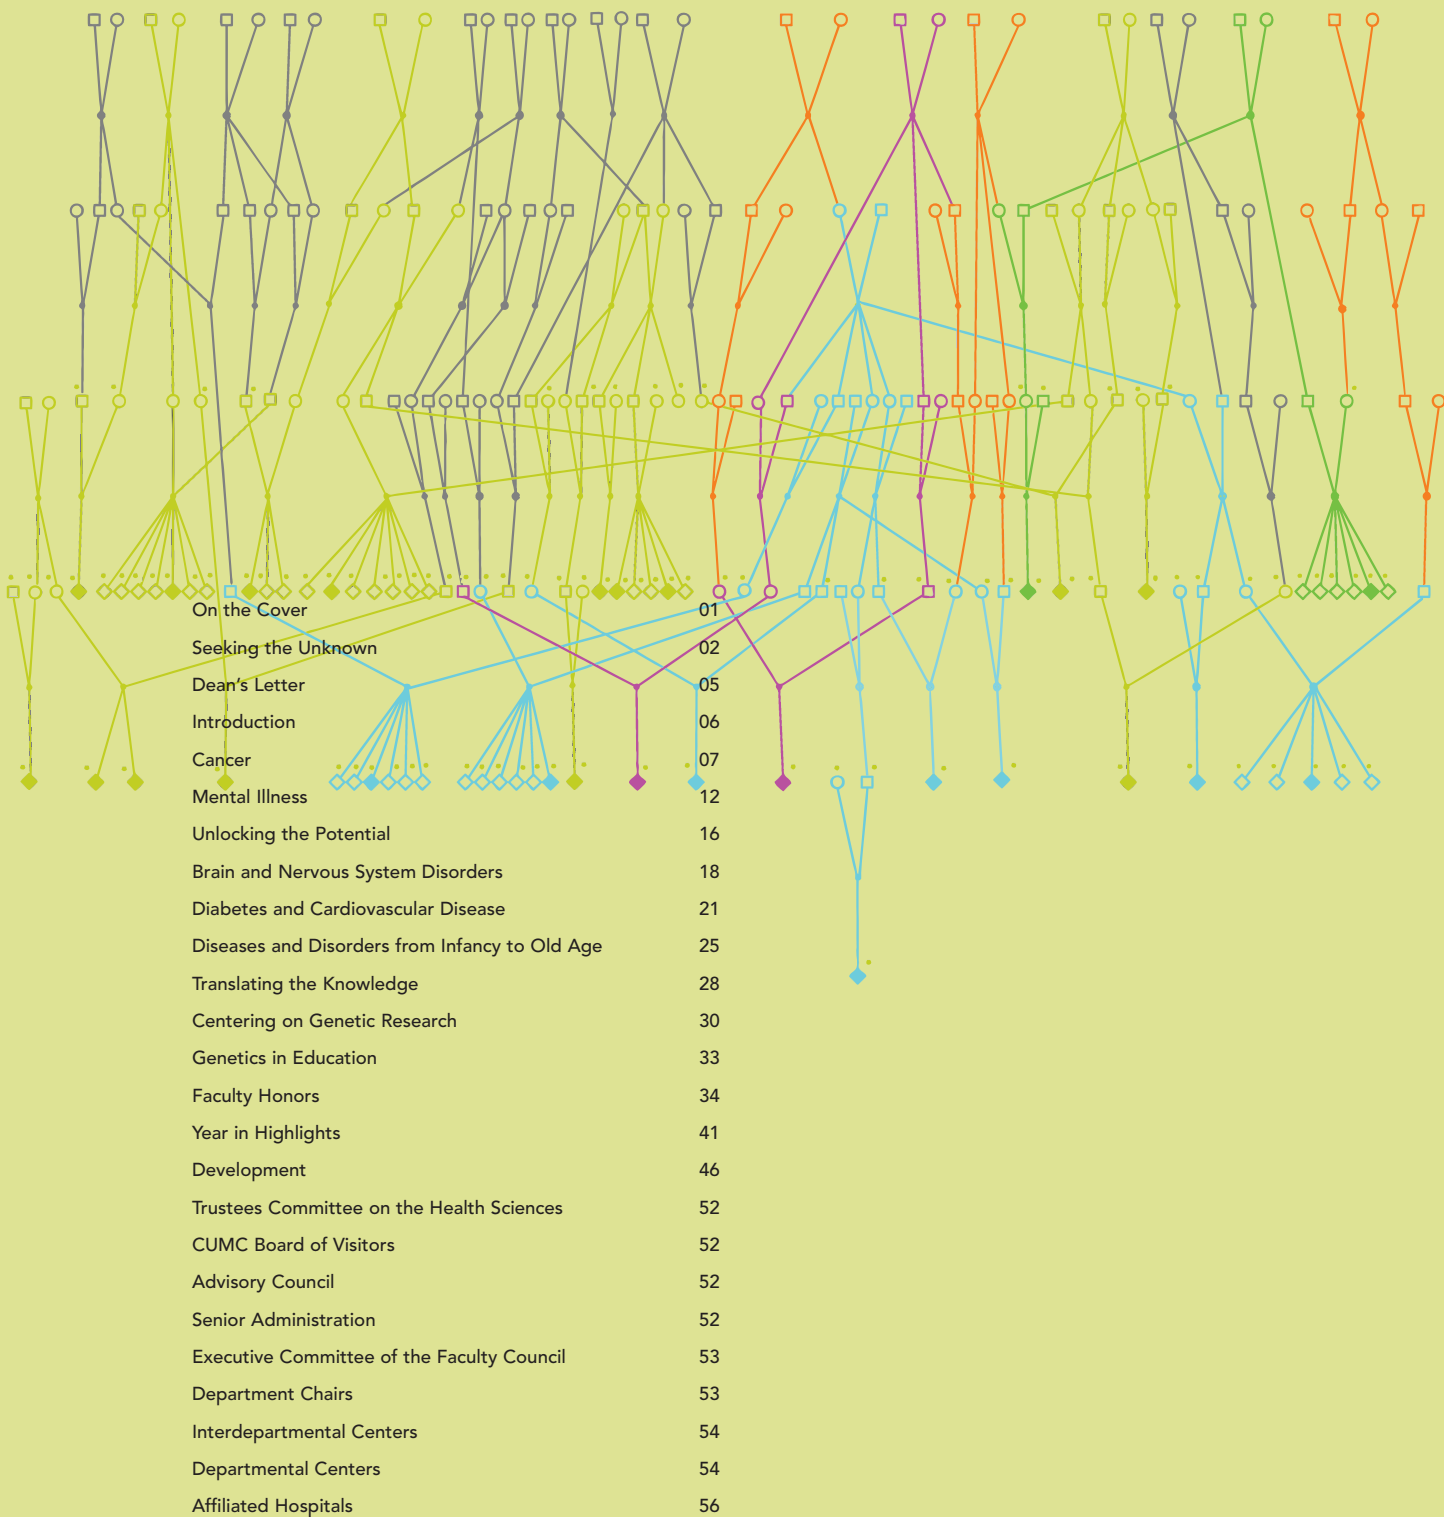 On the Cover 01
Seeking the Unknown 02
Dean’s Letter 05
Introduction 06
Cancer 07
Mental Illness 12
Unlocking the Potential 16
Brain and Nervous System Disorders 18
Diabetes and Cardiovascular Disease 21
Diseases and Disorders from Infancy to Old Age 25
Translating the Knowledge 28
Centering on Genetic Research 30
Genetics in Education 33
Faculty Honors 34
Year in Highlights 41
Development 46
Trustees Committee on the Health Sciences 52
CUMC Board of Visitors 52
Advisory Council 52
Senior Administration 52
Executive Committee of the Faculty Council 53
Department Chairs 53
Interdepartmental Centers 54
Departmental Centers 54
Affiliated Hospitals 56